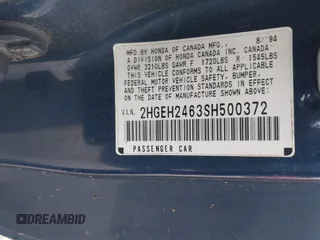 MFD.BY HONDA OF CANADA MFG., 8/'94
A DIVISION OF HONDA CANADA INC. CANADA
GVWR 3210LBS GAWR F 1720LBS R 1545LBS
THIS VEHICLE CONFORMS TO ALL APPLICABLE
FEDERAL MOTOR VEHICLE SAFETY, BUMPER,
AND THEFT PREVENTION STANDARDS IN
EFFECT ON THE DATE OF MANUFACTURE
SHOWN ABOVE.
V.I.N. 2HGEH2463SH500372
PASSENGER CAR
DREAMBID